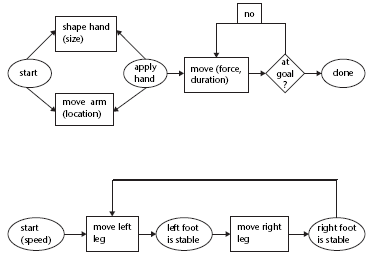 no
shape hand
(size)
start
apply
hand
move (force,
duration)
at
goal
?
done
move arm
(location)
start
(speed)
move left
leg
left foot
is stable
move right
leg
right foot
is stable